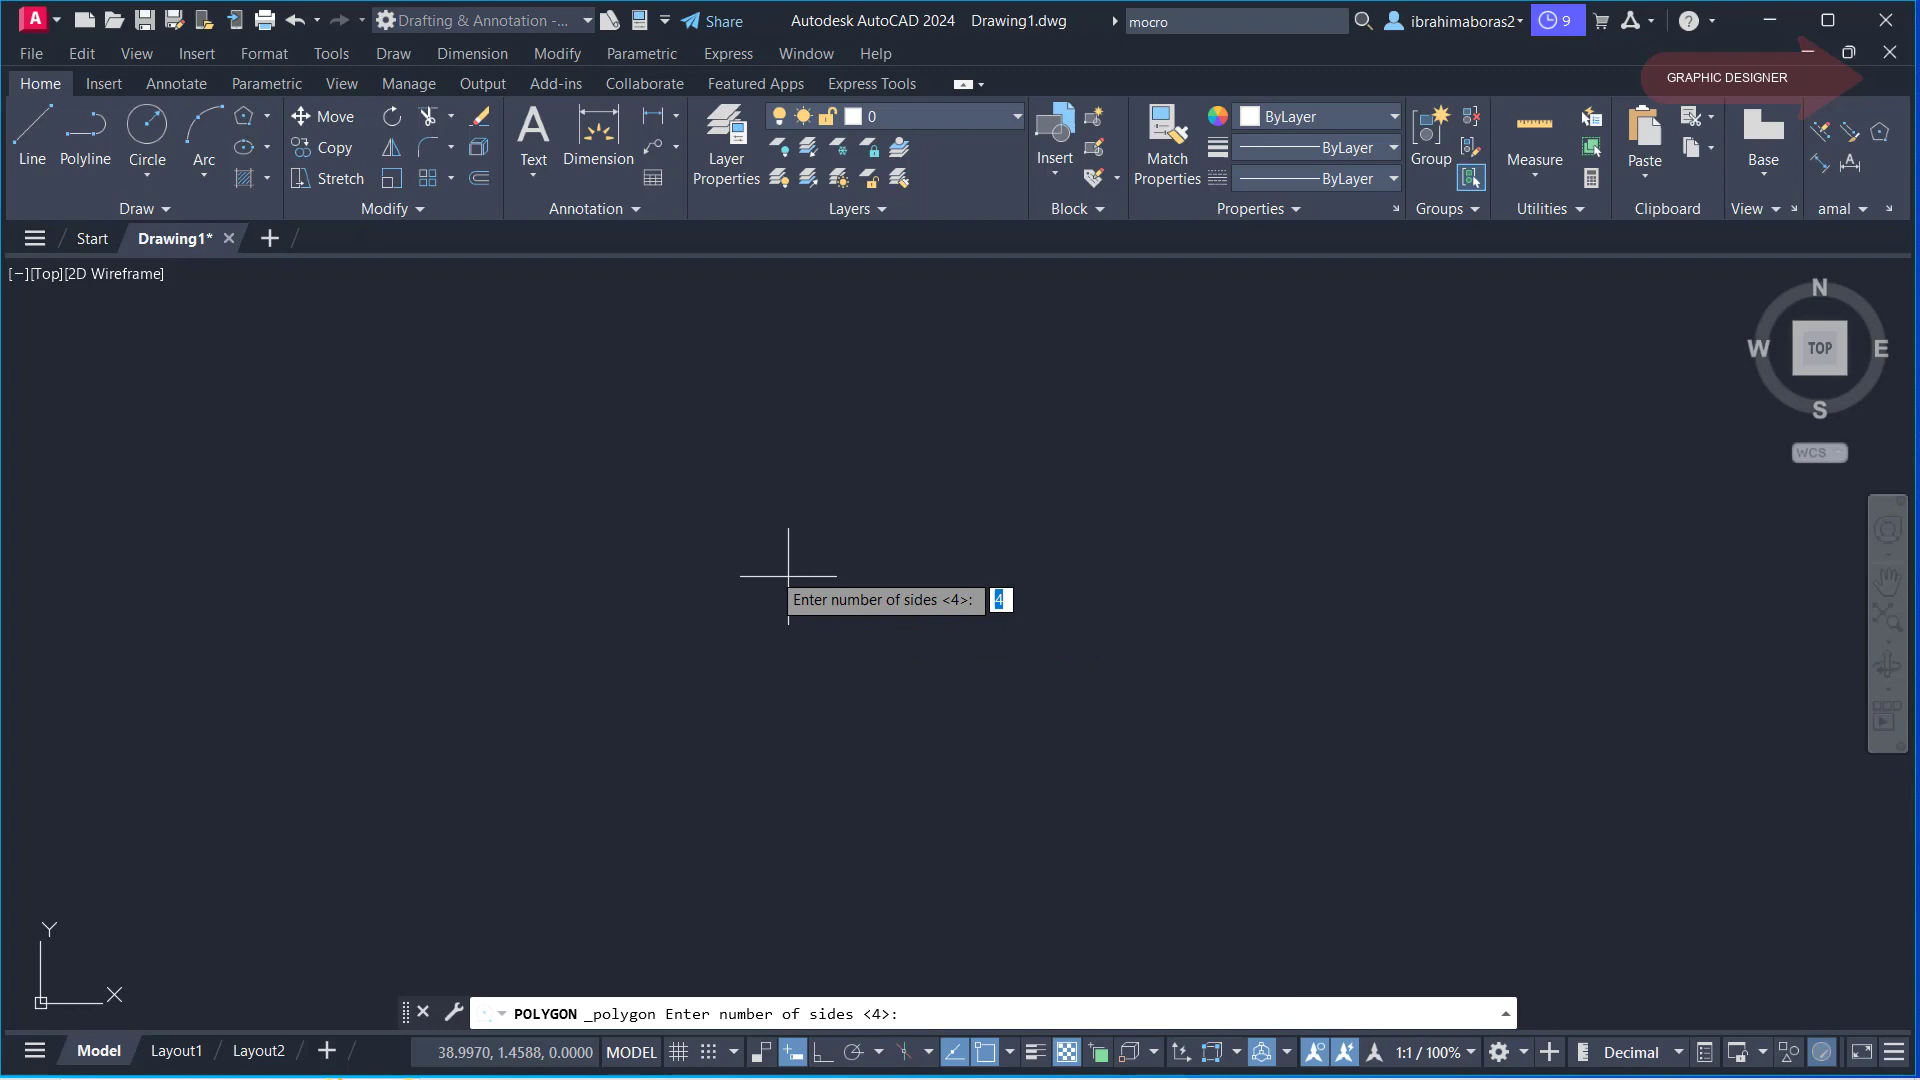 A Drafting & Annotation -... Share Autodesk AutoCAD 2024 Drawing1.dwg mocro ibrahimaboras2 9 ?
File Edit View Insert Format Tools Draw Dimension Modify Parametric Express Window Help
GRAPHIC DESIGNER
Home Insert Annotate Parametric View Manage Output Add-ins Collaborate Featured Apps Express Tools
Move 0 ByLayer
Copy ByLayer
Line Polyline Circle Arc Text Dimension Layer Properties Insert Match Properties Group Measure Paste Base
Stretch ByLayer
Draw Modify Annotation Layers Block Properties Groups Utilities Clipboard View amal
Start Drawing1* +
[−][Top][2D Wireframe]
N
W TOP E
S
WCS
Enter number of sides <4>: 4
Y
X
POLYGON _polygon Enter number of sides <4>:
Model Layout1 Layout2 + 38.9970, 1.4588, 0.0000 MODEL 1:1 / 100% Decimal